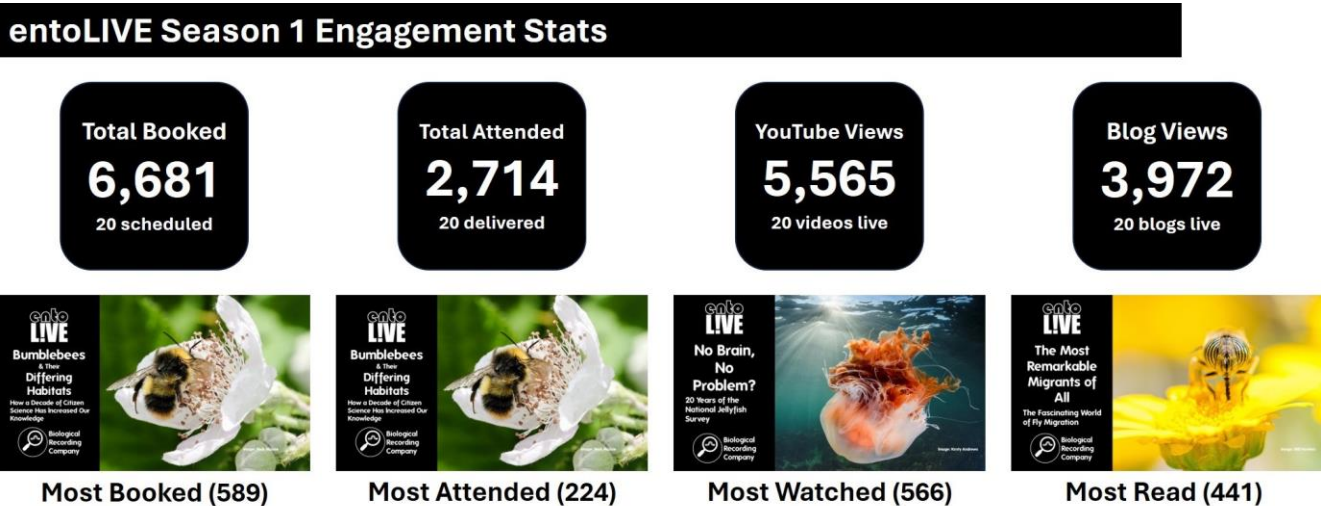 entoLIVE Season 1 Engagement Stats
Total Booked
6,681
20 scheduled
Total Attended
2,714
20 delivered
YouTube Views
5,565
20 videos live
Blog Views
3,972
20 blogs live
ento
LIVE
Bumblebees
& Their
Differing
Habitats
How a Decade of Citizen
Science Has Increased Our
Knowledge
Biological
Recording
Company
Most Booked (589)
ento
LIVE
Bumblebees
& Their
Differing
Habitats
How a Decade of Citizen
Science Has Increased Our
Knowledge
Biological
Recording
Company
Most Attended (224)
ento
LIVE
No Brain,
No
Problem?
20 Years of the
National Jellyfish
Survey
Biological
Recording
Company
Image: Kirsty Andrews
Most Watched (566)
ento
LIVE
The Most
Remarkable
Migrants of
All
The Fascinating World
of Fly Migration
Biological
Recording
Company
Most Read (441)